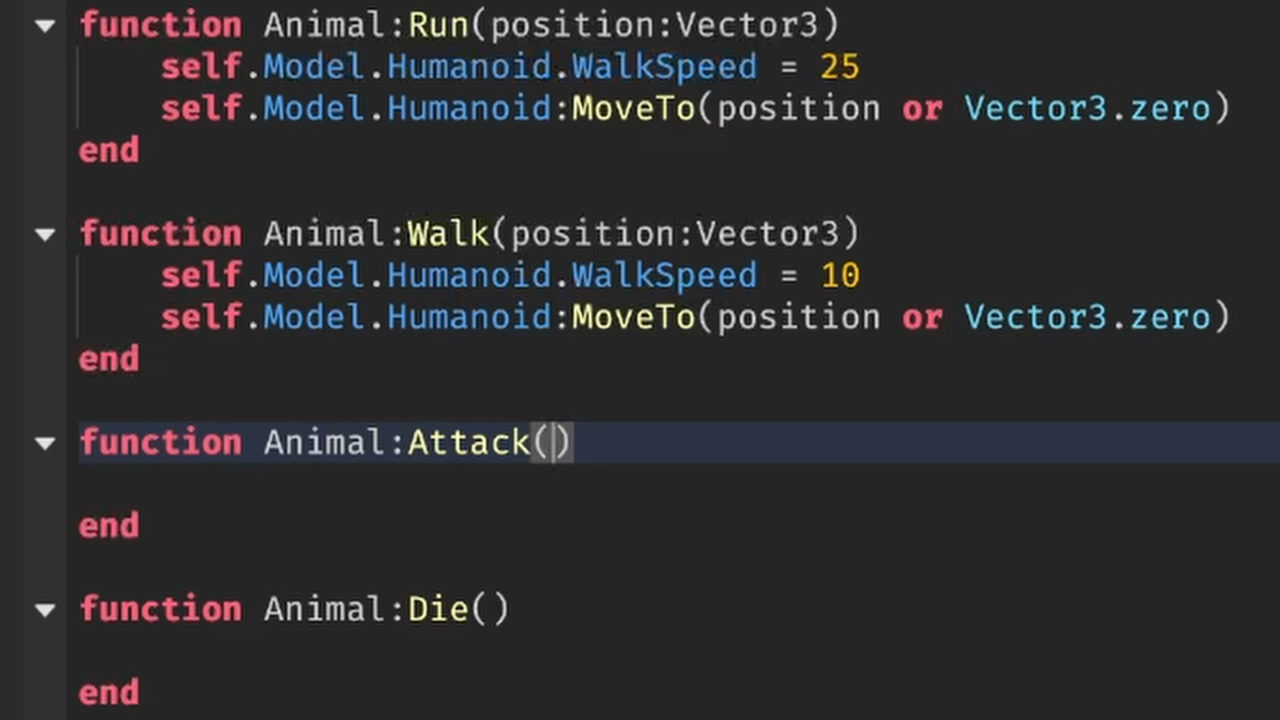 function Animal:Run(position:Vector3)
    self.Model.Humanoid.WalkSpeed = 25
    self.Model.Humanoid:MoveTo(position or Vector3.zero)
end
function Animal:Walk(position:Vector3)
    self.Model.Humanoid.WalkSpeed = 10
    self.Model.Humanoid:MoveTo(position or Vector3.zero)
end
function Animal:Attack()
end
function Animal:Die()
end